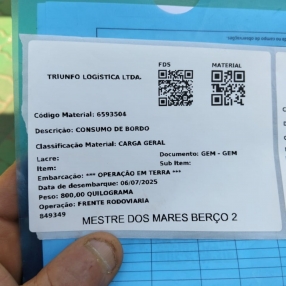 FDS
MATERIAL
TRIUNFO LOGISTICA LTDA.
Código Material: 6593504
Descrição: CONSUMO DE BORDO
Classificação Material: CARGA GERAL
Lacre:
Documento: GEM - GEM
Item:
Sub Item:
Embarcação: *** OPERAÇÃO EM TERRA ***
Data de desembarque: 06/07/2025
Peso: 800,00 QUILOGRAMA
Operação: FRENTE RODOVIARIA
849349
MESTRE DOS MARES BERÇO 2